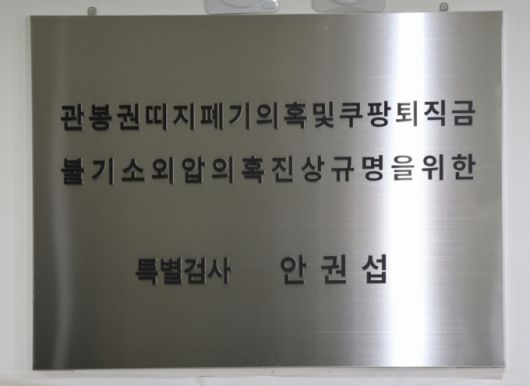 관봉권띠지폐기의혹및쿠팡퇴직금
불기소외압의혹진상규명을위한
특별검사 안권섭